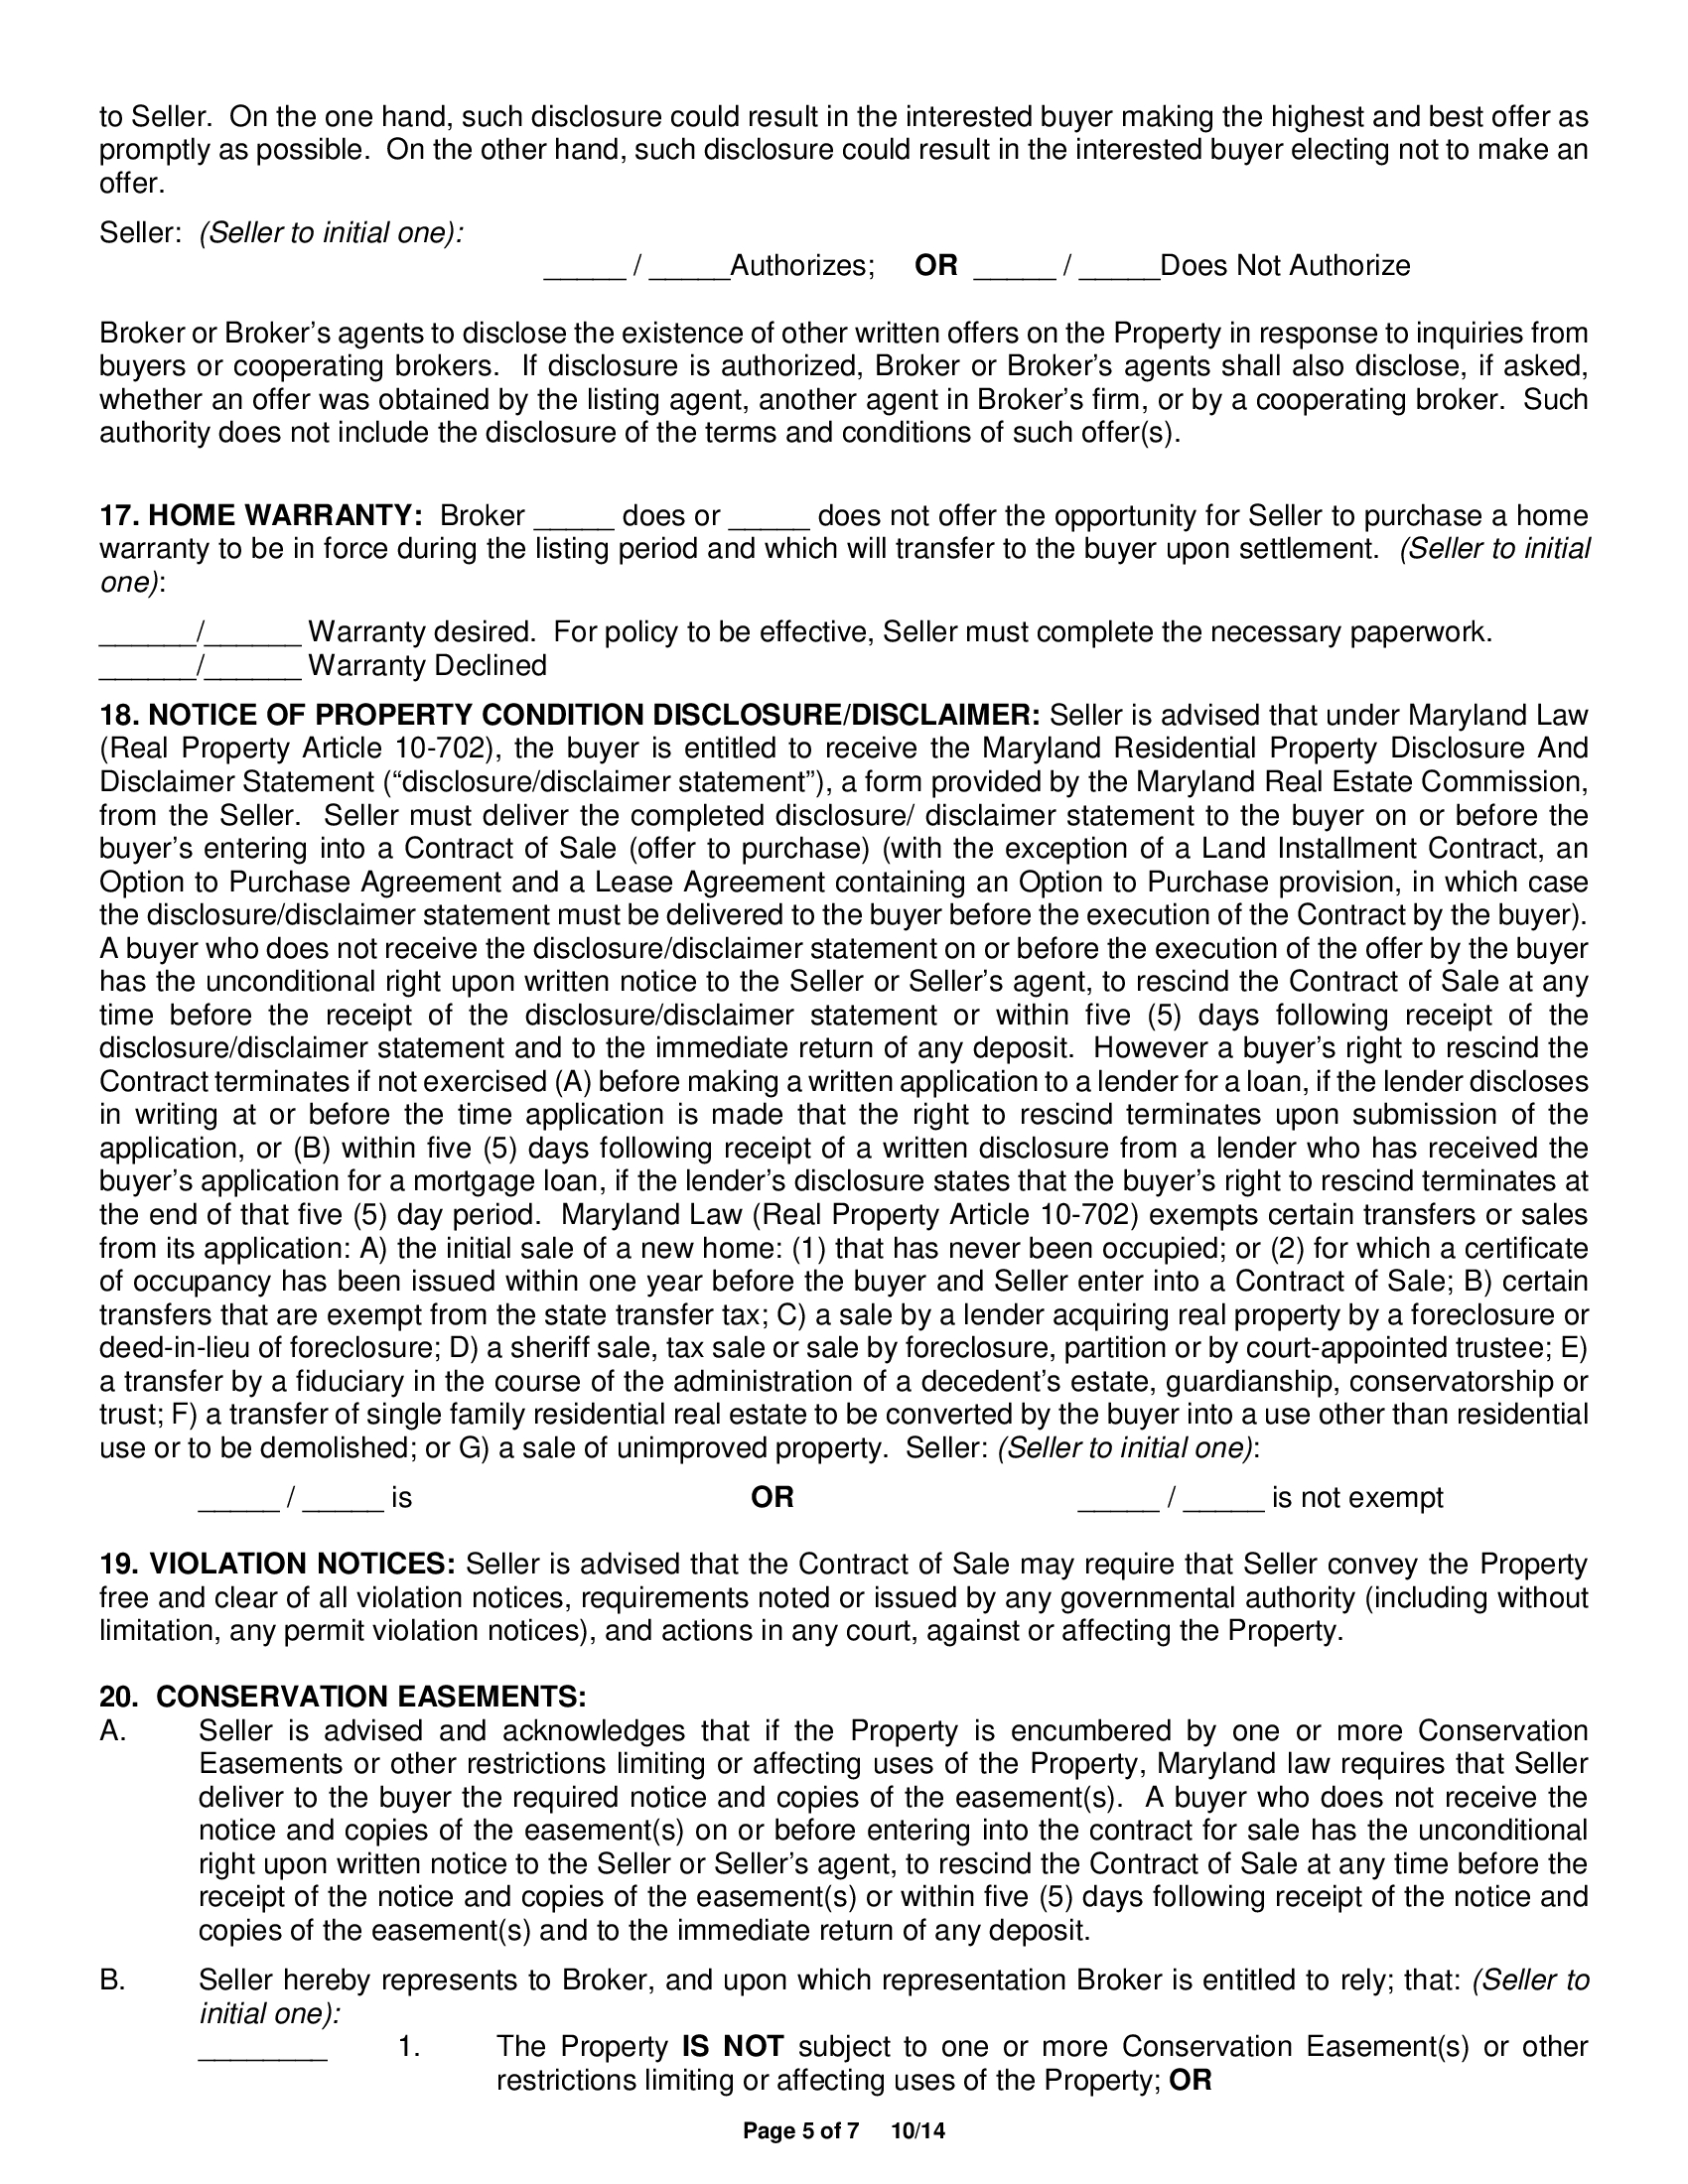 to Seller.  On the one hand, such disclosure could result in the interested buyer making the highest and best offer as
promptly as possible.  On the other hand, such disclosure could result in the interested buyer electing not to make an
offer.
Seller:  (Seller to initial one):
_____ / _____Authorizes;     OR  _____ / _____Does Not Authorize
Broker or Broker’s agents to disclose the existence of other written offers on the Property in response to inquiries from
buyers or cooperating brokers.  If disclosure is authorized, Broker or Broker’s agents shall also disclose, if asked,
whether an offer was obtained by the listing agent, another agent in Broker’s firm, or by a cooperating broker.  Such
authority does not include the disclosure of the terms and conditions of such offer(s).
17. HOME WARRANTY:  Broker _____ does or _____ does not offer the opportunity for Seller to purchase a home
warranty to be in force during the listing period and which will transfer to the buyer upon settlement.  (Seller to initial
one):
______/______ Warranty desired.  For policy to be effective, Seller must complete the necessary paperwork.
______/______ Warranty Declined
18. NOTICE OF PROPERTY CONDITION DISCLOSURE/DISCLAIMER: Seller is advised that under Maryland Law
(Real Property Article 10-702), the buyer is entitled to receive the Maryland Residential Property Disclosure And
Disclaimer Statement (“disclosure/disclaimer statement”), a form provided by the Maryland Real Estate Commission,
from the Seller.  Seller must deliver the completed disclosure/ disclaimer statement to the buyer on or before the
buyer’s entering into a Contract of Sale (offer to purchase) (with the exception of a Land Installment Contract, an
Option to Purchase Agreement and a Lease Agreement containing an Option to Purchase provision, in which case
the disclosure/disclaimer statement must be delivered to the buyer before the execution of the Contract by the buyer).
A buyer who does not receive the disclosure/disclaimer statement on or before the execution of the offer by the buyer
has the unconditional right upon written notice to the Seller or Seller’s agent, to rescind the Contract of Sale at any
time before the receipt of the disclosure/disclaimer statement or within five (5) days following receipt of the
disclosure/disclaimer statement and to the immediate return of any deposit.  However a buyer’s right to rescind the
Contract terminates if not exercised (A) before making a written application to a lender for a loan, if the lender discloses
in writing at or before the time application is made that the right to rescind terminates upon submission of the
application, or (B) within five (5) days following receipt of a written disclosure from a lender who has received the
buyer’s application for a mortgage loan, if the lender’s disclosure states that the buyer’s right to rescind terminates at
the end of that five (5) day period.  Maryland Law (Real Property Article 10-702) exempts certain transfers or sales
from its application: A) the initial sale of a new home: (1) that has never been occupied; or (2) for which a certificate
of occupancy has been issued within one year before the buyer and Seller enter into a Contract of Sale; B) certain
transfers that are exempt from the state transfer tax; C) a sale by a lender acquiring real property by a foreclosure or
deed-in-lieu of foreclosure; D) a sheriff sale, tax sale or sale by foreclosure, partition or by court-appointed trustee; E)
a transfer by a fiduciary in the course of the administration of a decedent’s estate, guardianship, conservatorship or
trust; F) a transfer of single family residential real estate to be converted by the buyer into a use other than residential
use or to be demolished; or G) a sale of unimproved property.  Seller: (Seller to initial one):
_____ / _____ is     OR     _____ / _____ is not exempt
19. VIOLATION NOTICES: Seller is advised that the Contract of Sale may require that Seller convey the Property
free and clear of all violation notices, requirements noted or issued by any governmental authority (including without
limitation, any permit violation notices), and actions in any court, against or affecting the Property.
20.  CONSERVATION EASEMENTS:
A.     Seller is advised and acknowledges that if the Property is encumbered by one or more Conservation
Easements or other restrictions limiting or affecting uses of the Property, Maryland law requires that Seller
deliver to the buyer the required notice and copies of the easement(s).  A buyer who does not receive the
notice and copies of the easement(s) on or before entering into the contract for sale has the unconditional
right upon written notice to the Seller or Seller’s agent, to rescind the Contract of Sale at any time before the
receipt of the notice and copies of the easement(s) or within five (5) days following receipt of the notice and
copies of the easement(s) and to the immediate return of any deposit.
B.     Seller hereby represents to Broker, and upon which representation Broker is entitled to rely; that: (Seller to
initial one):
________     1.     The Property IS NOT subject to one or more Conservation Easement(s) or other
restrictions limiting or affecting uses of the Property; OR
Page 5 of 7     10/14